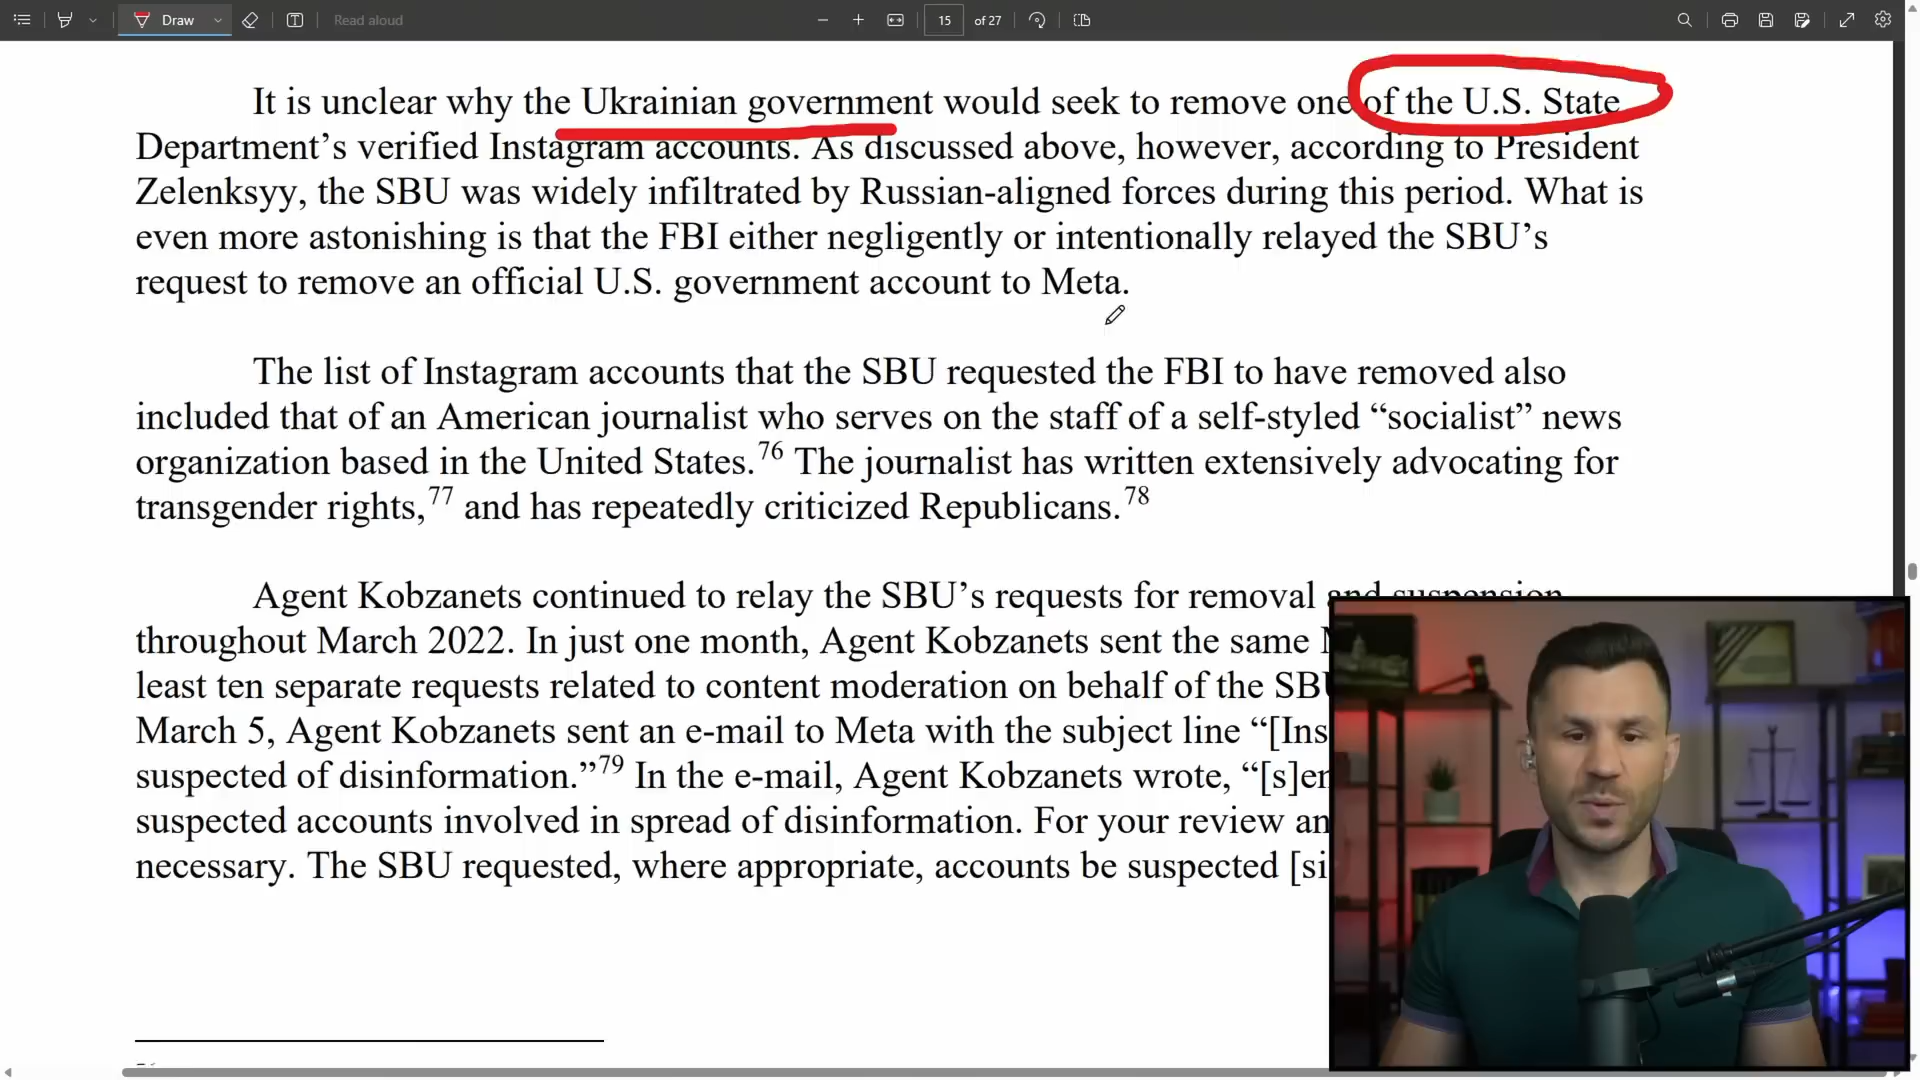 Draw
Read aloud
15 of 27
It is unclear why the Ukrainian government would seek to remove one of the U.S. State
Department’s verified Instagram accounts. As discussed above, however, according to President
Zelenksyy, the SBU was widely infiltrated by Russian-aligned forces during this period. What is
even more astonishing is that the FBI either negligently or intentionally relayed the SBU’s
request to remove an official U.S. government account to Meta.
The list of Instagram accounts that the SBU requested the FBI to have removed also
included that of an American journalist who serves on the staff of a self-styled “socialist” news
organization based in the United States.76 The journalist has written extensively advocating for
transgender rights,77 and has repeatedly criticized Republicans.78
Agent Kobzanets continued to relay the SBU’s requests for removal and suspension
throughout March 2022. In just one month, Agent Kobzanets sent the same
least ten separate requests related to content moderation on behalf of the SBU
March 5, Agent Kobzanets sent an e-mail to Meta with the subject line “[Ins
suspected of disinformation.”79 In the e-mail, Agent Kobzanets wrote, “[s]en
suspected accounts involved in spread of disinformation. For your review an
necessary. The SBU requested, where appropriate, accounts be suspected [si